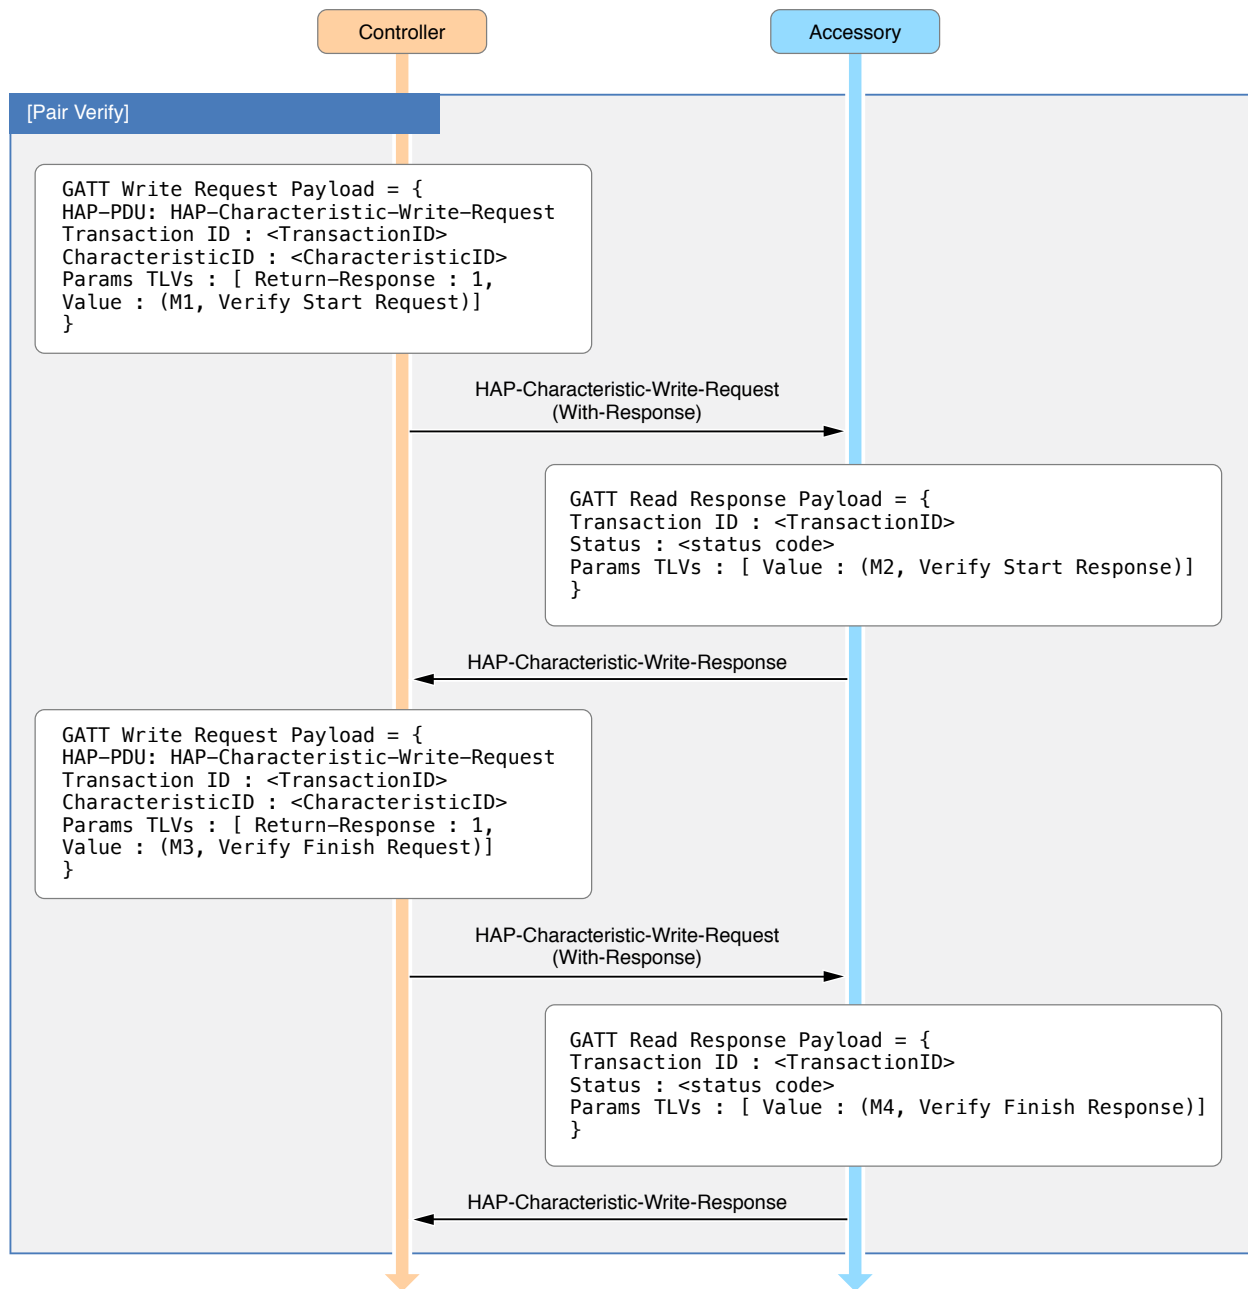 Controller
Accessory
[Pair Verify]
GATT Write Request Payload = {
HAP-PDU: HAP-Characteristic-Write-Request
Transaction ID : <TransactionID>
CharacteristicID : <CharacteristicID>
Params TLVs : [ Return-Response : 1,
Value : (M1, Verify Start Request)]
}
HAP-Characteristic-Write-Request
(With-Response)
GATT Read Response Payload = {
Transaction ID : <TransactionID>
Status : <status code>
Params TLVs : [ Value : (M2, Verify Start Response)]
}
HAP-Characteristic-Write-Response
GATT Write Request Payload = {
HAP-PDU: HAP-Characteristic-Write-Request
Transaction ID : <TransactionID>
CharacteristicID : <CharacteristicID>
Params TLVs : [ Return-Response : 1,
Value : (M3, Verify Finish Request)]
}
HAP-Characteristic-Write-Request
(With-Response)
GATT Read Response Payload = {
Transaction ID : <TransactionID>
Status : <status code>
Params TLVs : [ Value : (M4, Verify Finish Response)]
}
HAP-Characteristic-Write-Response